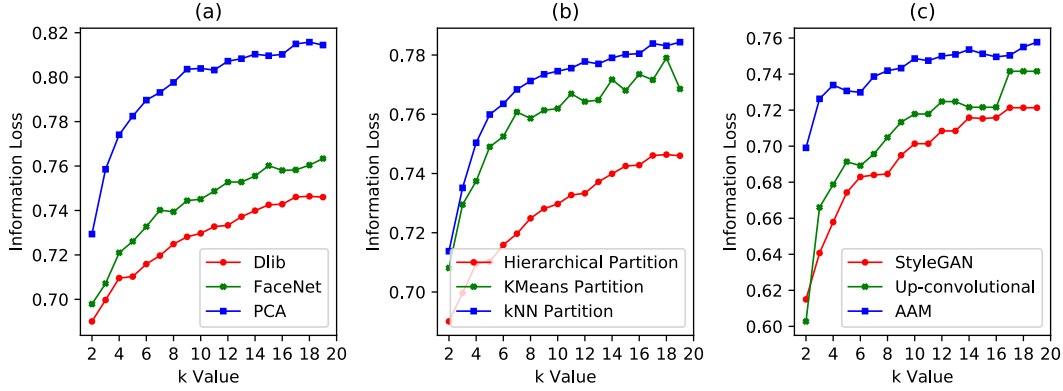 (a)
0.82
0.80
0.78
0.76
0.74
0.72
0.70
Information Loss
Dlib
FaceNet
PCA
2 4 6 8 10 12 14 16 18 20
k Value
(b)
0.78
0.76
0.74
0.72
0.70
Information Loss
Hierarchical Partition
KMeans Partition
kNN Partition
2 4 6 8 10 12 14 16 18 20
k Value
(c)
0.76
0.74
0.72
0.70
0.68
0.66
0.64
0.62
0.60
Information Loss
StyleGAN
Up-convolutional
AAM
2 4 6 8 10 12 14 16 18 20
k Value